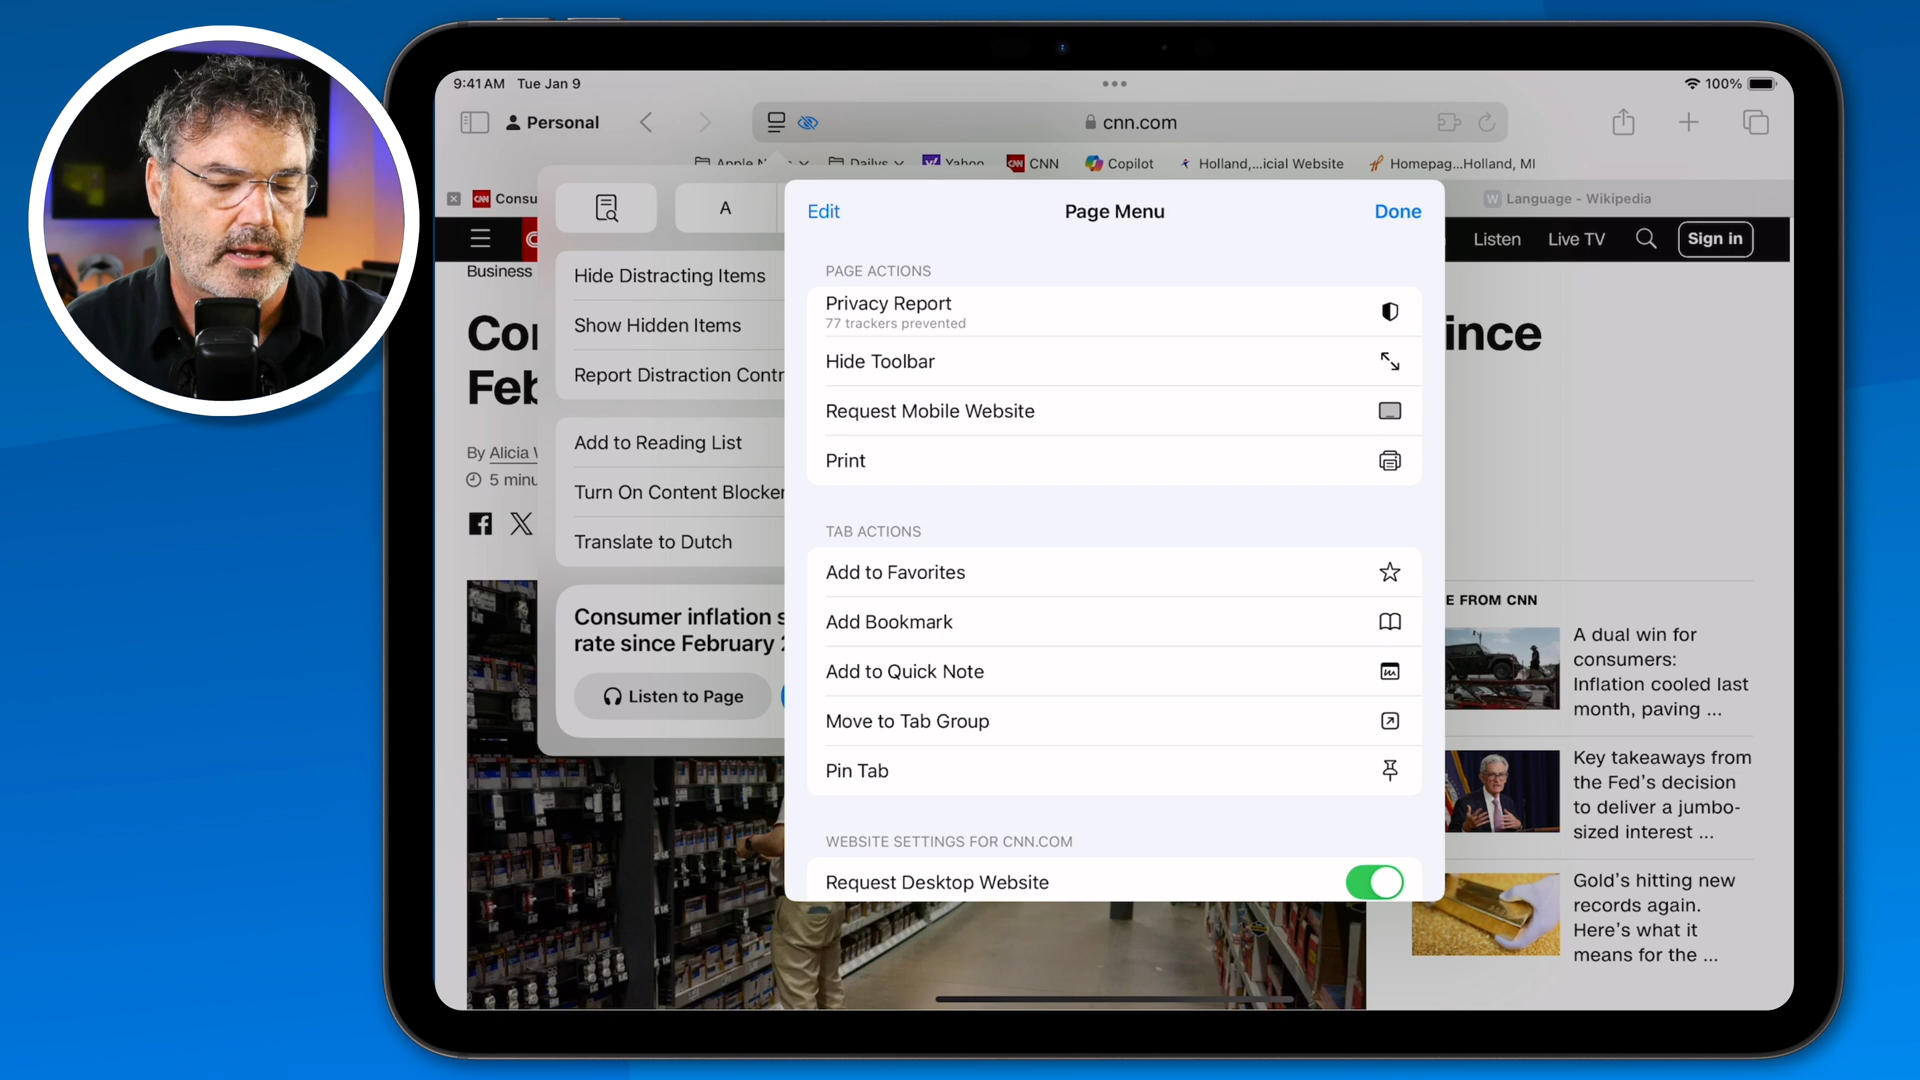 9:41 AM Tue Jan 9
100%
Personal
cnn.com
Apple N
Dailys
Yahoo
CNN
Copilot
Holland,...icial Website
Homepag...Holland, MI
CNN Consu
W Language - Wikipedia
Listen
Live TV
Sign in
Business
Con
Feb
ince
By Alicia W
5 minu
A
Hide Distracting Items
Show Hidden Items
Report Distraction Contr
Add to Reading List
Turn On Content Blocker
Translate to Dutch
Consumer inflation s
rate since February 2
Listen to Page
Edit
Page Menu
Done
PAGE ACTIONS
Privacy Report
77 trackers prevented
Hide Toolbar
Request Mobile Website
Print
TAB ACTIONS
Add to Favorites
Add Bookmark
Add to Quick Note
Move to Tab Group
Pin Tab
WEBSITE SETTINGS FOR CNN.COM
Request Desktop Website
E FROM CNN
A dual win for
consumers:
Inflation cooled last
month, paving ...
Key takeaways from
the Fed's decision
to deliver a jumbo-
sized interest ...
Gold's hitting new
records again.
Here's what it
means for the ...